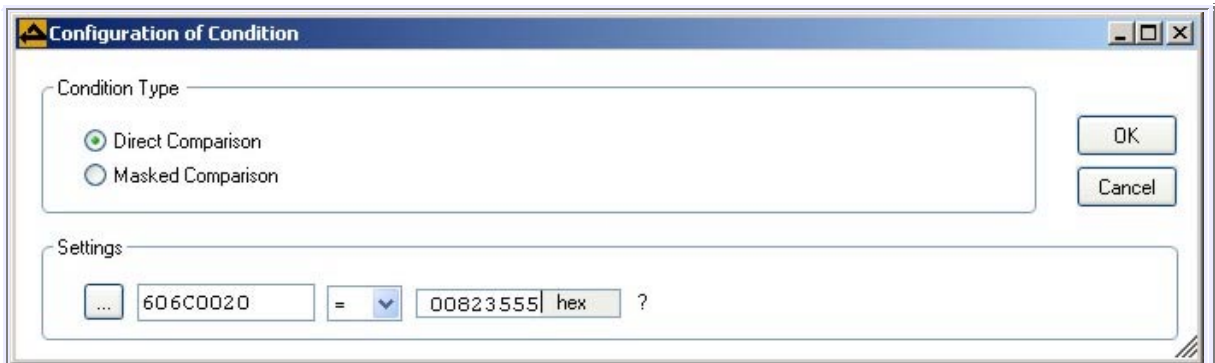 Configuration of Condition
Condition Type
Direct Comparison
Masked Comparison
OK
Cancel
Settings
... 606C0020 = 00823555 hex ?